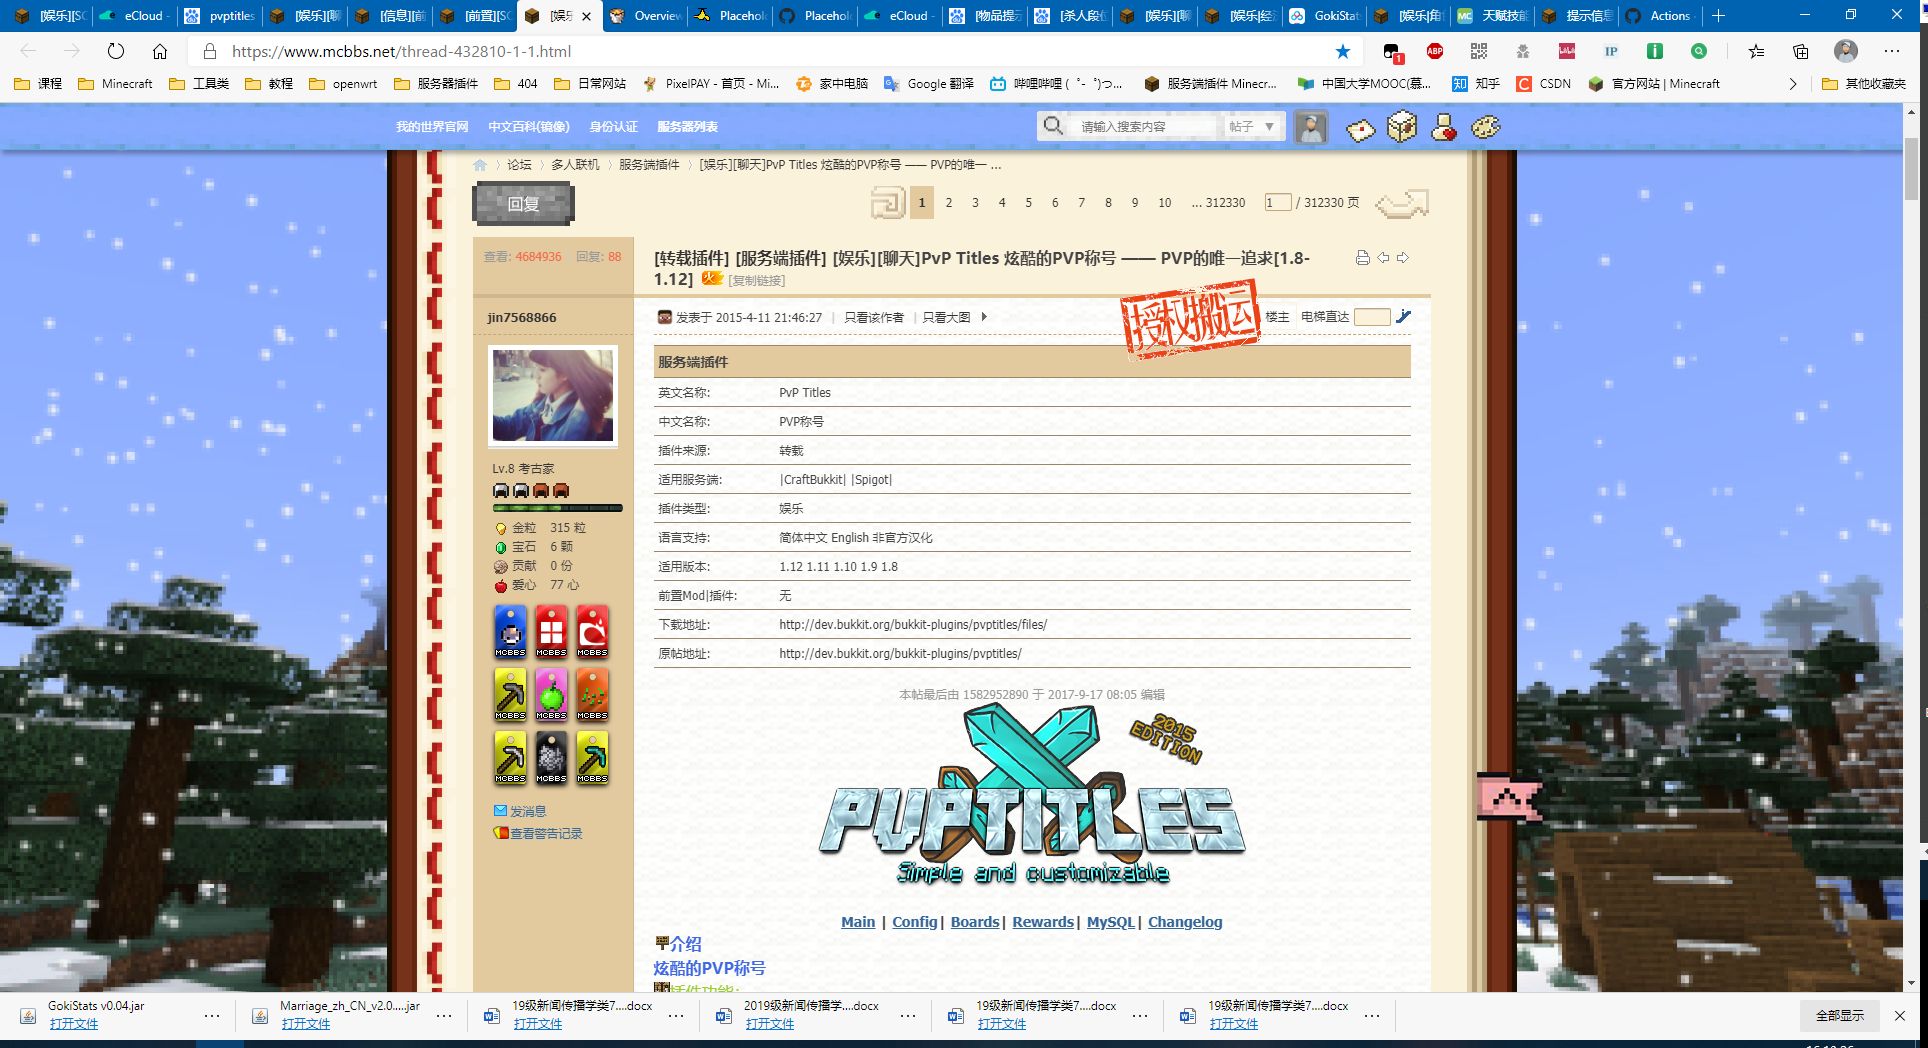 [娱乐][SC
eCloud -
pvptitles
[娱乐][聊
[信息][前
[前置][SC
[娱乐
Overview
Placehol
Placehol
eCloud -
[物品提示
[杀人段位
[娱乐][聊
[娱乐|经济
GokiStat
[娱乐|角
天赋技能
提示信息
Actions ·
https://www.mcbbs.net/thread-432810-1-1.html
课程
Minecraft
工具类
教程
openwrt
服务器插件
404
日常网站
PixelPAY - 首页 - Mi...
家中电脑
Google 翻译
哔哩哔哩 ( ゜- ゜)つ...
服务端插件 Minecr...
中国大学MOOC(慕...
知乎
CSDN
官方网站 | Minecraft
其他收藏夹
我的世界官网 中文百科(镜像) 身份认证 服务器列表
请输入搜索内容 帖子
论坛 〉 多人联机 〉 服务端插件 〉 [娱乐][聊天]PvP Titles 炫酷的PVP称号 —— PVP的唯一 ...
回复
1 2 3 4 5 6 7 8 9 10 ... 312330 1 / 312330 页
查看: 4684936 回复: 88
[转载插件] [服务端插件] [娱乐][聊天]PvP Titles 炫酷的PVP称号 —— PVP的唯一追求[1.8-
1.12] 火 [复制链接]
jin7568866
发表于 2015-4-11 21:46:27 | 只看该作者 | 只看大图
授权搬运
楼主 电梯直达
服务端插件
英文名称: PvP Titles
中文名称: PVP称号
插件来源: 转载
适用服务端: |CraftBukkit| |Spigot|
插件类型: 娱乐
语言支持: 简体中文 English 非官方汉化
适用版本: 1.12 1.11 1.10 1.9 1.8
前置Mod|插件: 无
下载地址: http://dev.bukkit.org/bukkit-plugins/pvptitles/files/
原帖地址: http://dev.bukkit.org/bukkit-plugins/pvptitles/
Lv.8 考古家
金粒 315 粒
宝石 6 颗
贡献 0 份
爱心 77 心
MCBBS MCBBS MCBBS
MCBBS MCBBS MCBBS
MCBBS MCBBS MCBBS
发消息
查看警告记录
本帖最后由 1582952890 于 2017-9-17 08:05 编辑
2015
EDITION
PVPTITLES
Simple and customizable
Main | Config | Boards | Rewards | MySQL | Changelog
介绍
炫酷的PVP称号
插件功能:
GokiStats v0.04.jar
打开文件
Marriage_zh_CN_v2.0.....jar
打开文件
19级新闻传播学类7....docx
打开文件
2019级新闻传播学....docx
打开文件
19级新闻传播学类7....docx
打开文件
19级新闻传播学类7....docx
打开文件
全部显示